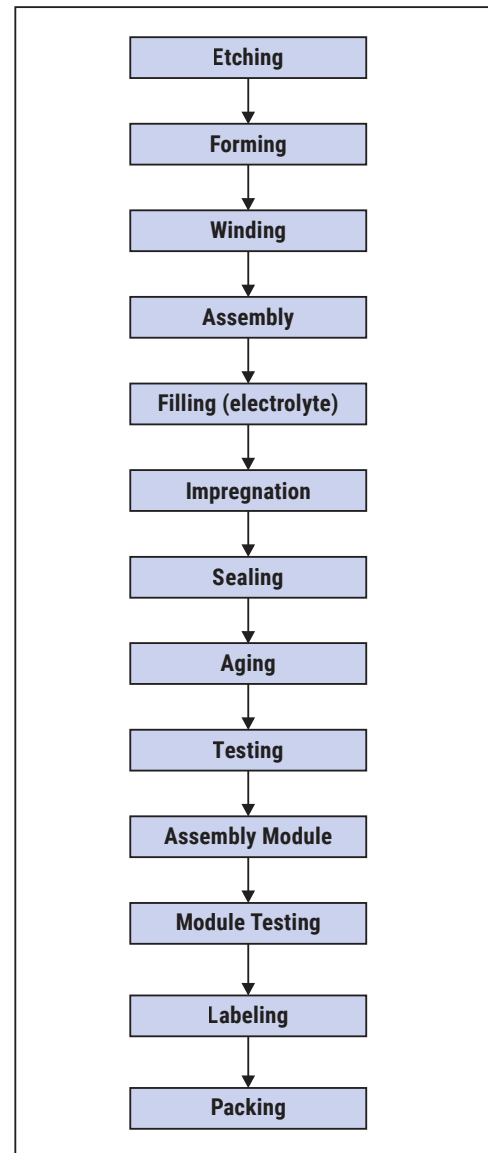 Etching
Forming
Winding
Assembly
Filling (electrolyte)
Impregnation
Sealing
Aging
Testing
Assembly Module
Module Testing
Labeling
Packing